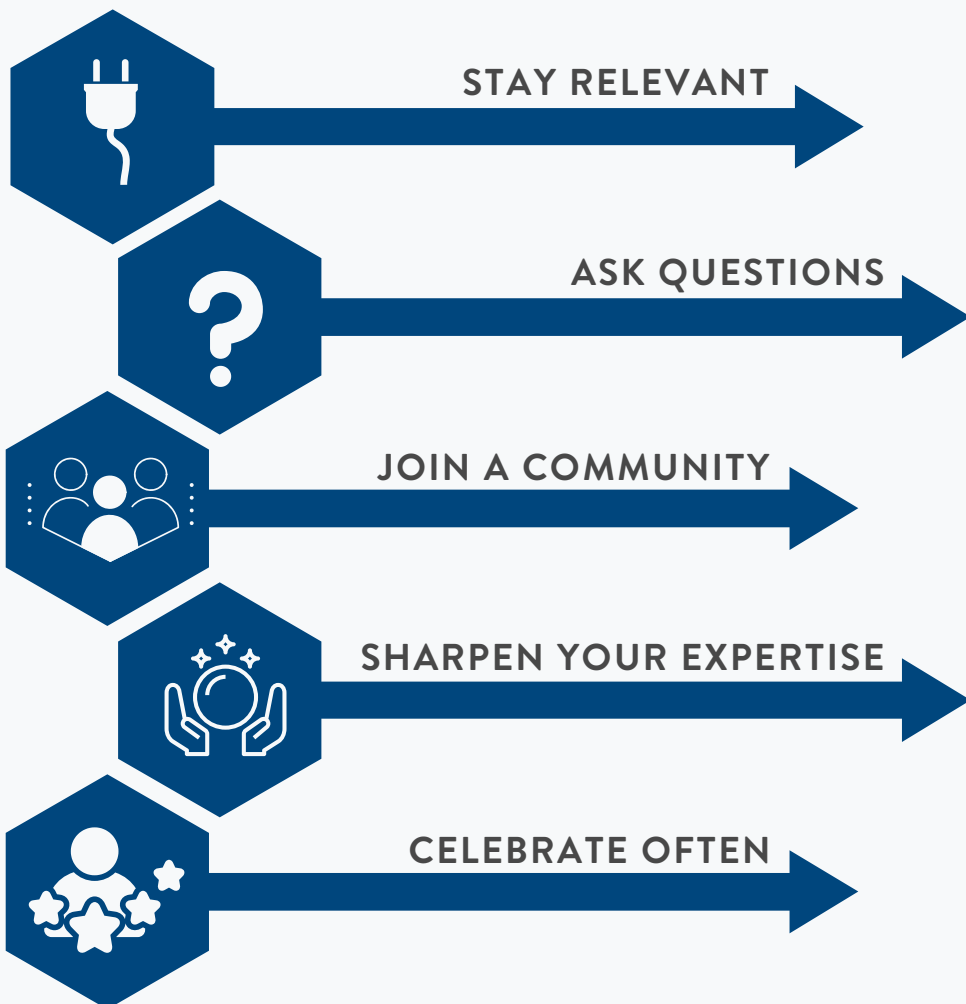 STAY RELEVANT
ASK QUESTIONS
JOIN A COMMUNITY
SHARPEN YOUR EXPERTISE
CELEBRATE OFTEN